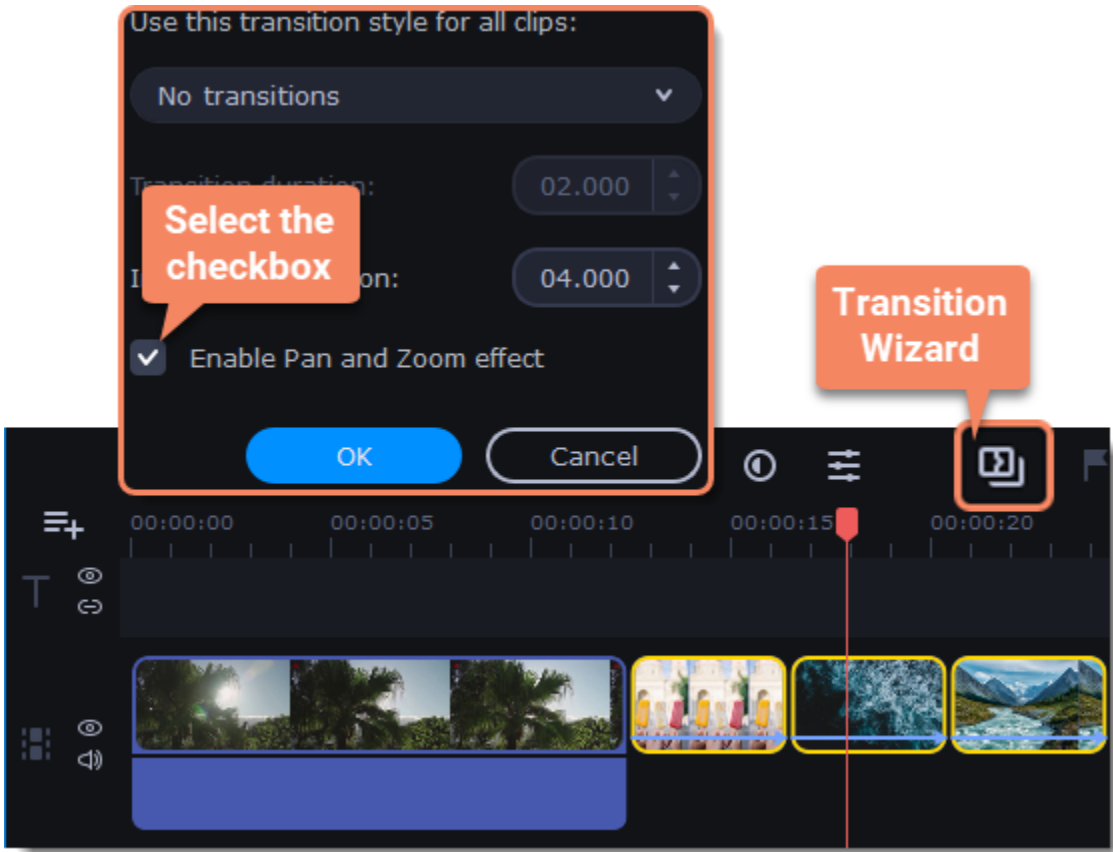 Use this transition style for all clips:
No transitions
Transition duration:
02.000
Select the
checkbox
on:
04.000
Enable Pan and Zoom effect
OK
Cancel
Transition
Wizard
00:00:00
00:00:05
00:00:10
00:00:15
00:00:20
T